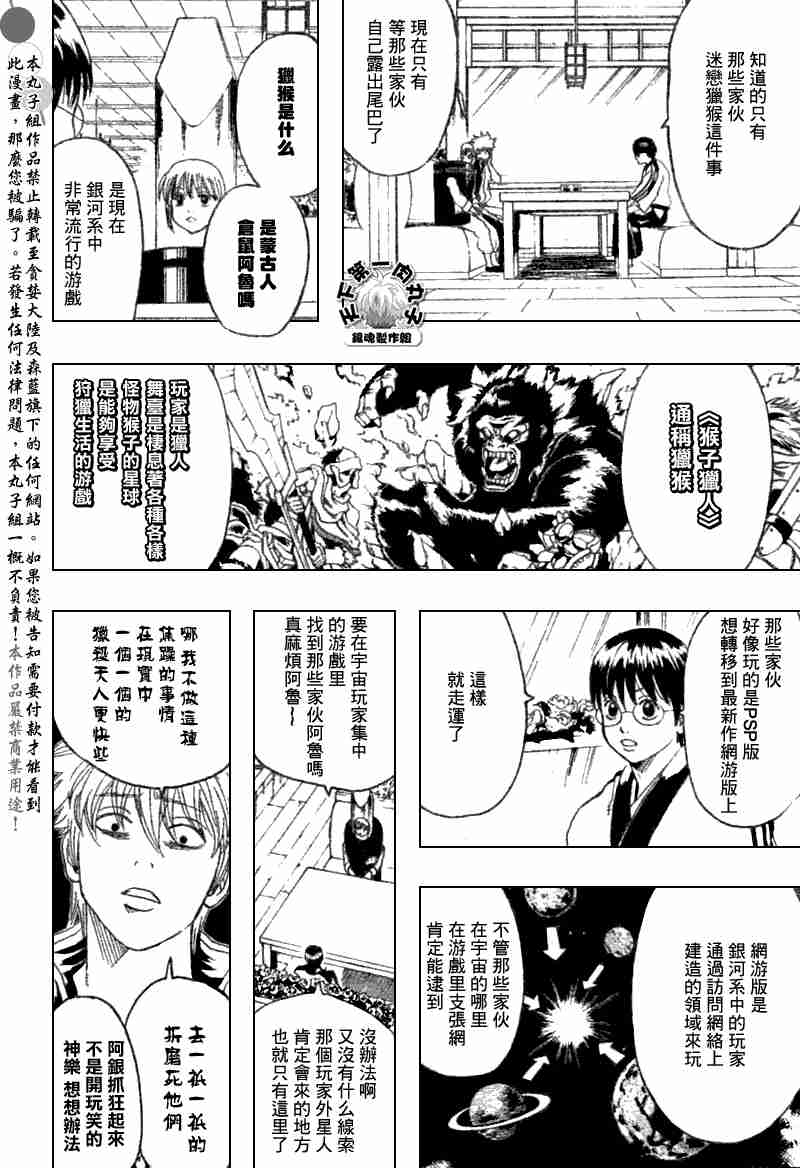 知道的只有
那些家伙
迷戀獵猴這件事
現在只有
等那些家伙
自己露出尾巴了
獵猴是什么
是蒙古人
倉鼠阿魯嗎
是現在
銀河系中
非常流行的游戲
天下第一肉丸子
銀魂製作組
《猴子獵人》
通稱獵猴
玩家是獵人
舞臺是棲息著各種各樣
怪物猴子的星球
是能夠享受
狩獵生活的游戲
那些家伙
好像玩的是PSP版
想轉移到最新作網游版上
這樣
就走運了
網游版是
銀河系中的玩家
通過訪問網絡上
建造的領域來玩
不管那些家伙
在宇宙的哪里
在游戲里支張網
肯定能逮到
要在宇宙玩家集中
的游戲里
找到那些家伙阿魯嗎
真麻煩阿魯~
沒辦法啊
又沒有什么線索
那個玩家外星人
肯定會來的地方
也就只有這里了
哪我不做這種
焦躁的事情
在現實中
一個一個的
獵殺天人更快些
去一个一个的
折磨死他們
阿銀抓狂起來
不是開玩笑的
神樂 想想辦法
本丸子組作品禁止轉載至貪婪大陸及森藍旗下的任何網站。如果您被告知需要付款才能看到
此漫畫，那麼您被騙了。若發生任何法律問題，本丸子組一概不負責！本作品嚴禁商業用途！